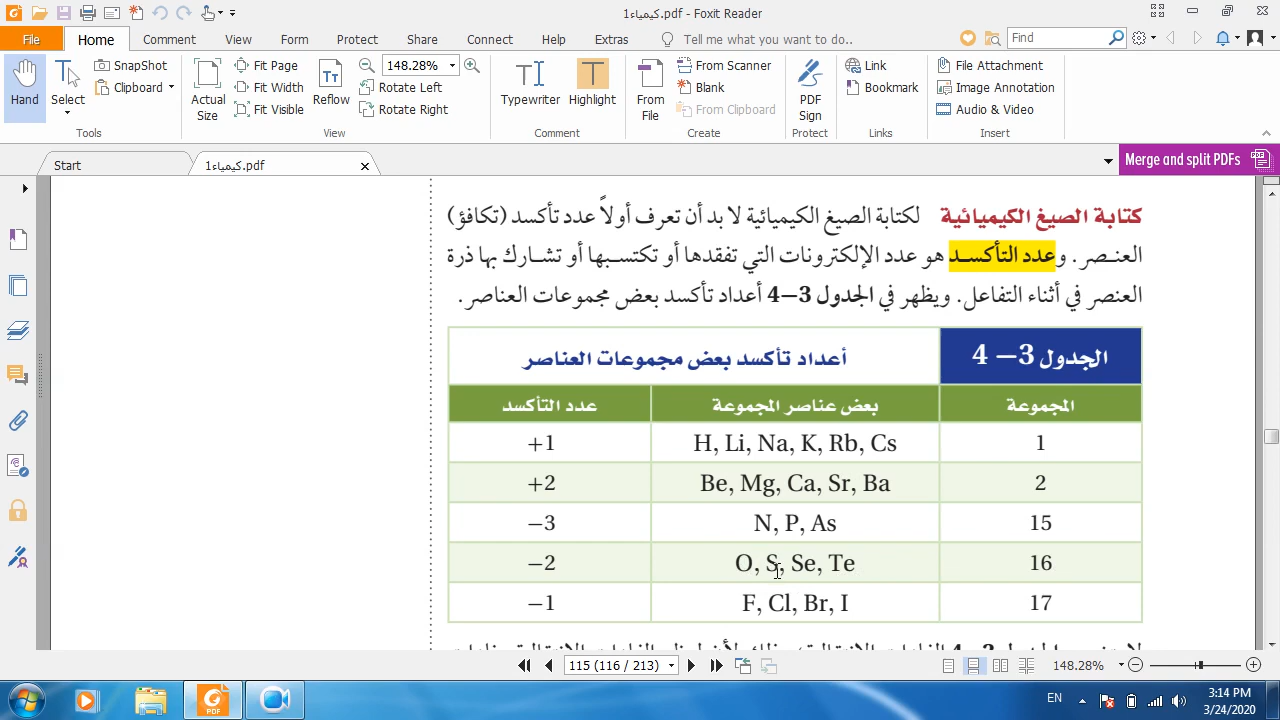 كيمياء1.pdf - Foxit Reader
File Home Comment View Form Protect Share Connect Help Extras Tell me what you want to do.. Find
Hand
Select
SnapShot
Clipboard
Tools
Actual Size
Fit Page
Fit Width
Fit Visible
Reflow
148.28%
Rotate Left
Rotate Right
View
Typewriter
Highlight
Comment
From File
From Scanner
Blank
From Clipboard
Create
PDF Sign
Protect
Link
Bookmark
Links
File Attachment
Image Annotation
Audio & Video
Insert
Start
كيمياء1.pdf
Merge and split PDFs
PDF
كتابة الصيغ الكيميائية لكتابة الصيغ الكيميائية لا بد أن تعرف أولاً عدد تأكسد (تكافؤ)
العنـصر. وعدد التأكسـد هو عدد الإلكترونات التي تفقدها أو تكتسـبها أو تشـارك بها ذرة
العنصر في أثناء التفاعل. ويظهر في الجدول 3–4 أعداد تأكسد بعض مجموعات العناصر.
الجدول 3– 4 أعداد تأكسد بعض مجموعات العناصر
المجموعة بعض عناصر المجموعة عدد التأكسد
1 H, Li, Na, K, Rb, Cs +1
2 Be, Mg, Ca, Sr, Ba +2
15 N, P, As −3
16 O, S, Se, Te −2
17 F, Cl, Br, I −1
115 (116 / 213)
148.28%
EN
3:14 PM
3/24/2020